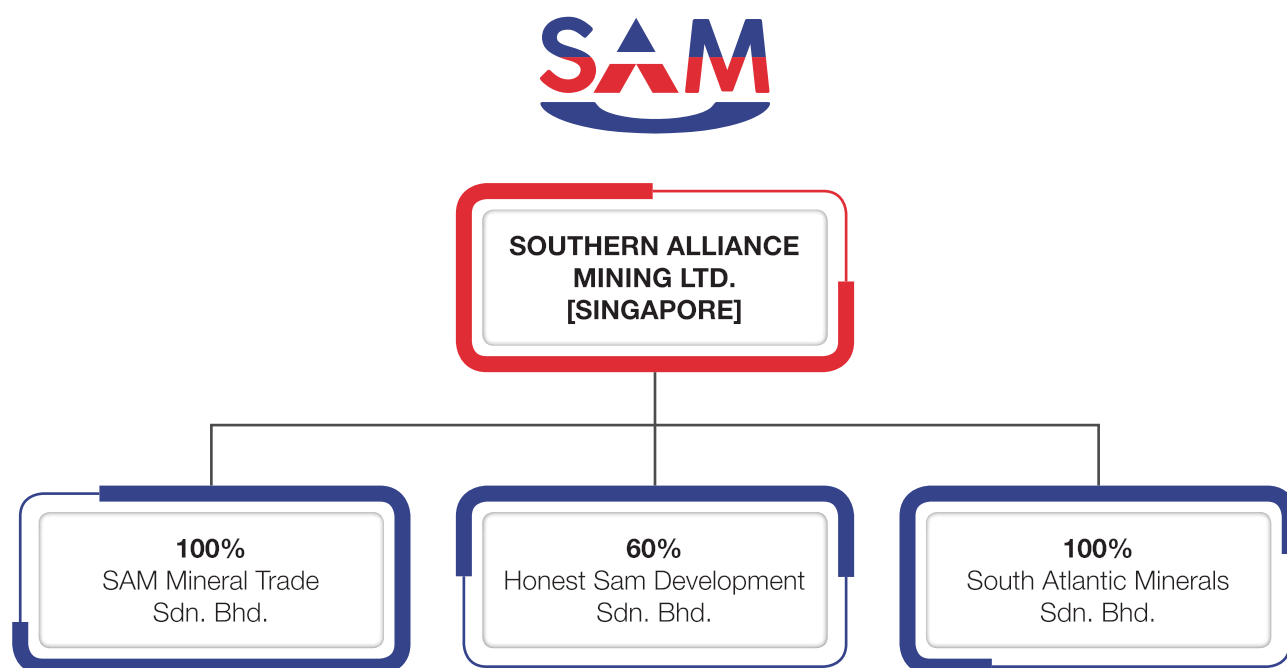 SAM
SOUTHERN ALLIANCE
MINING LTD.
[SINGAPORE]
100%
SAM Mineral Trade
Sdn. Bhd.
60%
Honest Sam Development
Sdn. Bhd.
100%
South Atlantic Minerals
Sdn. Bhd.